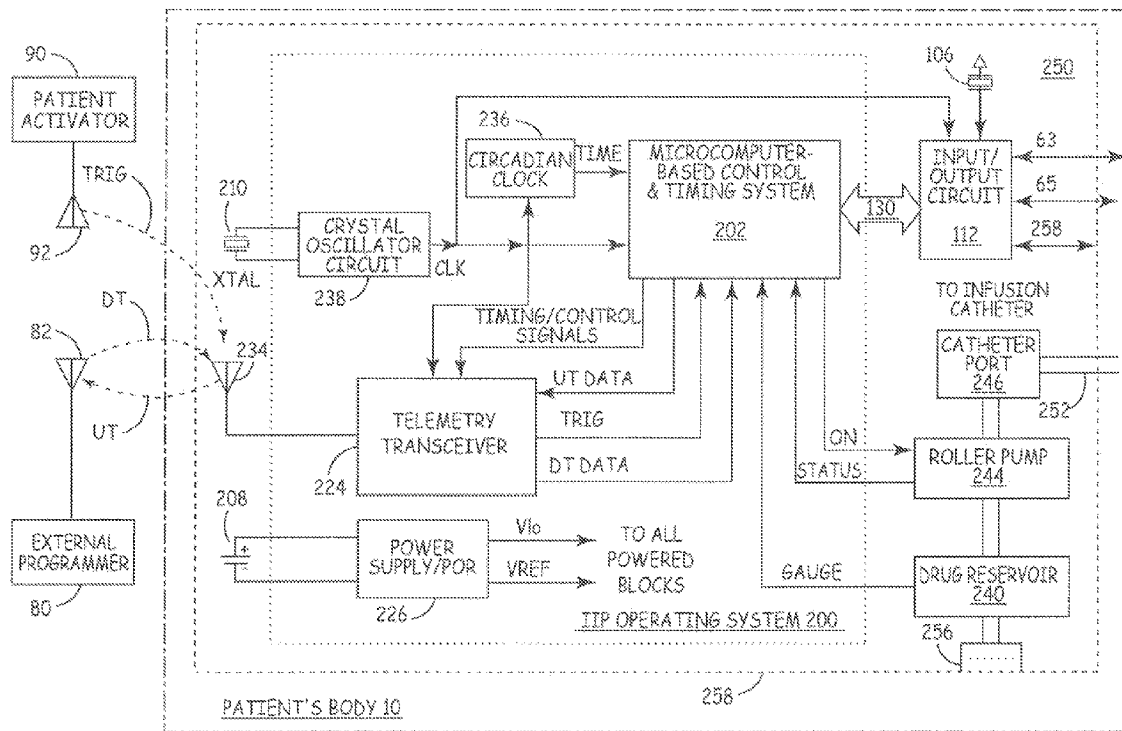 90
PATIENT
ACTIVATOR
TRIG
92
DT
82
UT
EXTERNAL
PROGRAMMER
80
210
XTAL
234
CRYSTAL
OSCILLATOR
CIRCUIT
238
CLK
236
CIRCADIAN
CLOCK
TIME
MICROCOMPUTER-
BASED CONTROL
& TIMING SYSTEM
202
130
106
250
INPUT/
OUTPUT
CIRCUIT
112
63
65
258
TIMING/CONTROL
SIGNALS
TELEMETRY
TRANSCEIVER
224
UT DATA
TRIG
DT DATA
TO INFUSION
CATHETER
CATHETER
PORT
246
252
ON
STATUS
ROLLER PUMP
244
208
+
POWER
SUPPLY/POR
226
Vlo
VREF
TO ALL
POWERED
BLOCKS
GAUGE
DRUG RESERVOIR
240
256
IIP OPERATING SYSTEM 200
258
PATIENT'S BODY 10